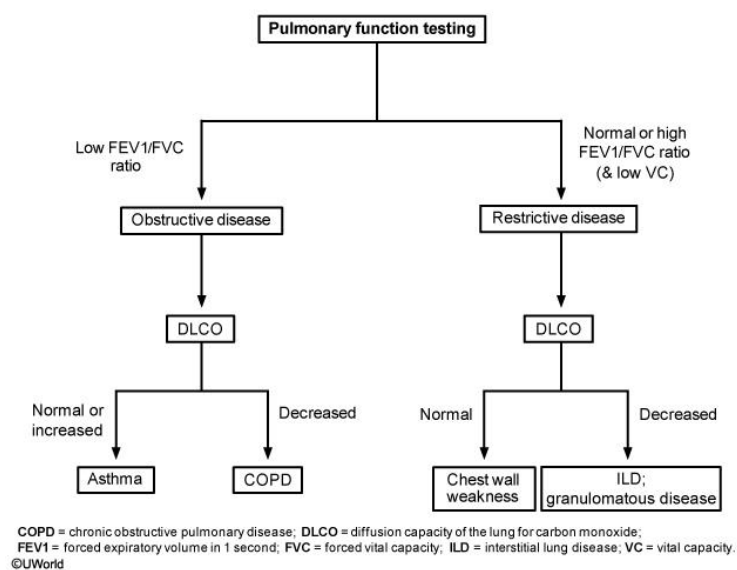 Pulmonary function testing
Low FEV1/FVC
ratio
Normal or high
FEV1/FVC ratio
(& low VC)
Obstructive disease
Restrictive disease
DLCO
DLCO
Normal or
increased
Decreased
Normal
Decreased
Asthma
COPD
Chest wall
weakness
ILD;
granulomatous disease
COPD = chronic obstructive pulmonary disease; DLCO = diffusion capacity of the lung for carbon monoxide;
FEV1 = forced expiratory volume in 1 second; FVC = forced vital capacity; ILD = interstitial lung disease; VC = vital capacity.
©UWorld